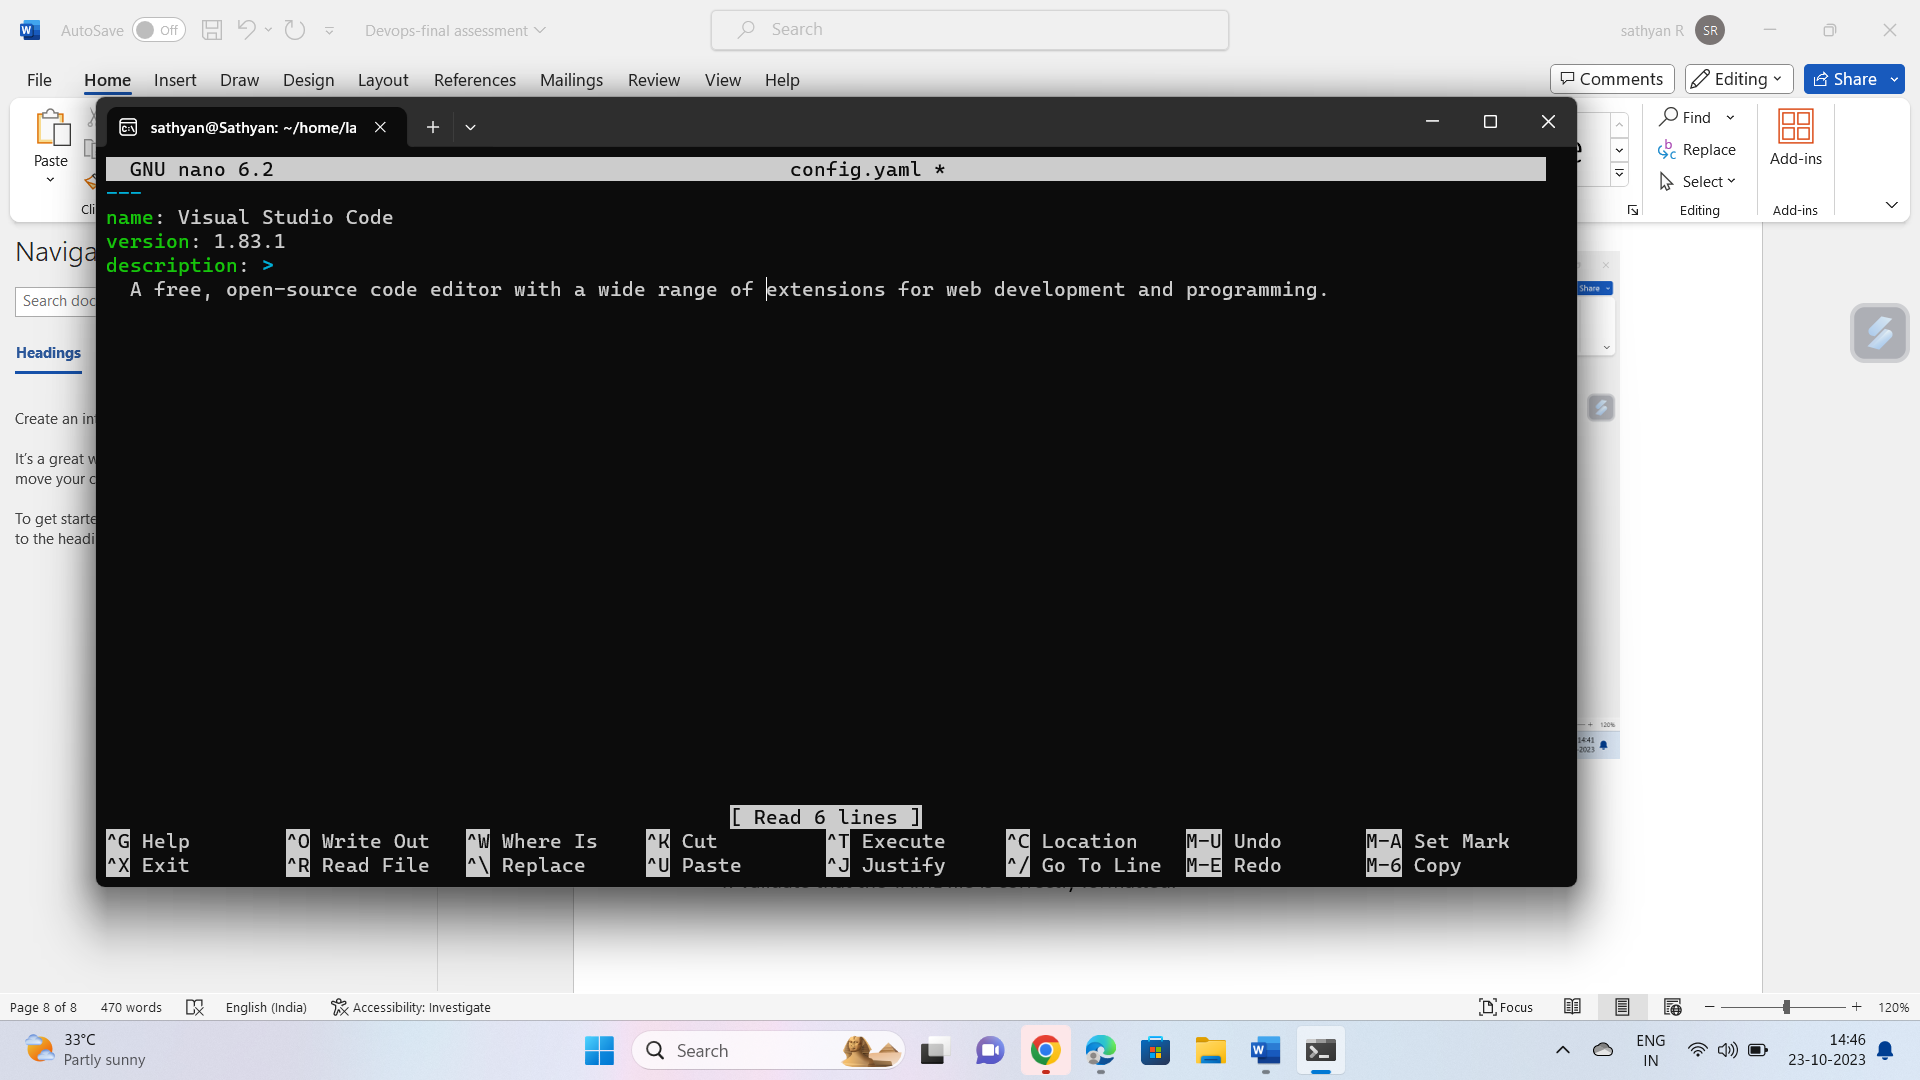 AutoSave Off Devops-final assessment Search sathyan R SR
File Home Insert Draw Design Layout References Mailings Review View Help Comments Editing Share
Paste
Find
Replace
Select
Editing
Add-ins
Add-ins
Naviga
Search doc
Headings
Create an int
It's a great w
move your c
To get starte
to the headi
sathyan@Sathyan: ~/home/la
GNU nano 6.2 config.yaml *
---
name: Visual Studio Code
version: 1.83.1
description: >
A free, open-source code editor with a wide range of extensions for web development and programming.
[ Read 6 lines ]
^G Help ^O Write Out ^W Where Is ^K Cut ^T Execute ^C Location M-U Undo M-A Set Mark
^X Exit ^R Read File ^\ Replace ^U Paste ^J Justify ^/ Go To Line M-E Redo M-6 Copy
Share
120%
14:41
-2023
Page 8 of 8 470 words English (India) Accessibility: Investigate Focus 120%
33°C
Partly sunny
Search
ENG
IN
14:46
23-10-2023